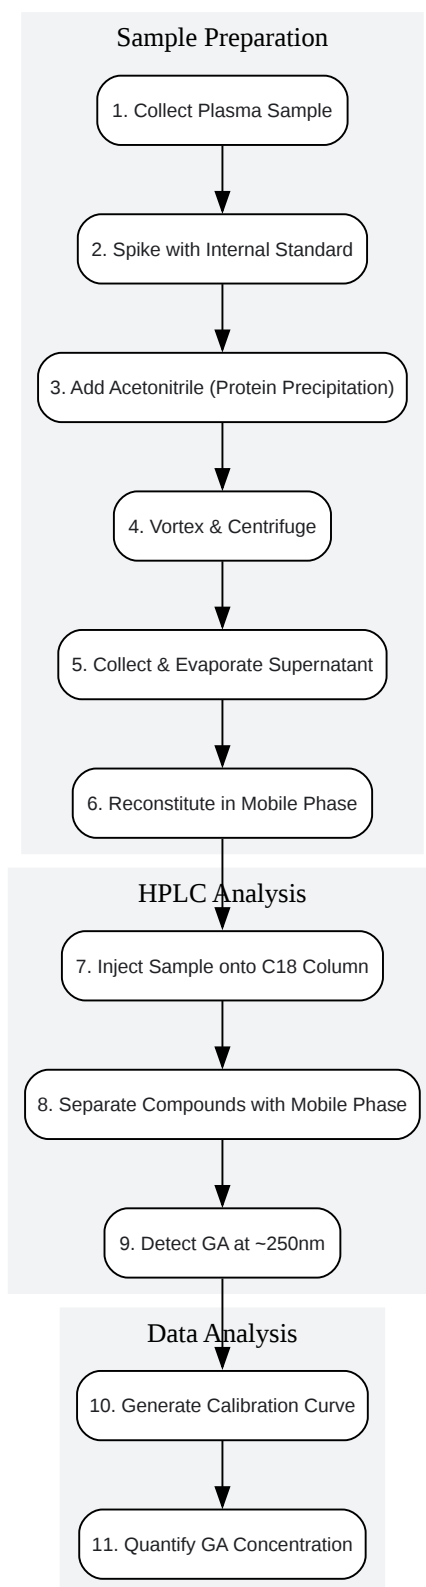 Sample Preparation
1. Collect Plasma Sample
2. Spike with Internal Standard
3. Add Acetonitrile (Protein Precipitation)
4. Vortex & Centrifuge
5. Collect & Evaporate Supernatant
6. Reconstitute in Mobile Phase
HPLC Analysis
7. Inject Sample onto C18 Column
8. Separate Compounds with Mobile Phase
9. Detect GA at ~250nm
Data Analysis
10. Generate Calibration Curve
11. Quantify GA Concentration